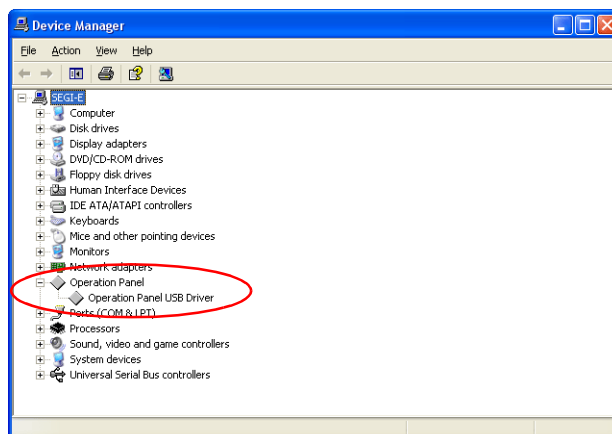 Device Manager
File Action View Help
SEGI-E
Computer
Disk drives
Display adapters
DVD/CD-ROM drives
Floppy disk drives
Human Interface Devices
IDE ATA/ATAPI controllers
Keyboards
Mice and other pointing devices
Monitors
Network adapters
Operation Panel
Operation Panel USB Driver
Ports (COM & LPT)
Processors
Sound, video and game controllers
System devices
Universal Serial Bus controllers